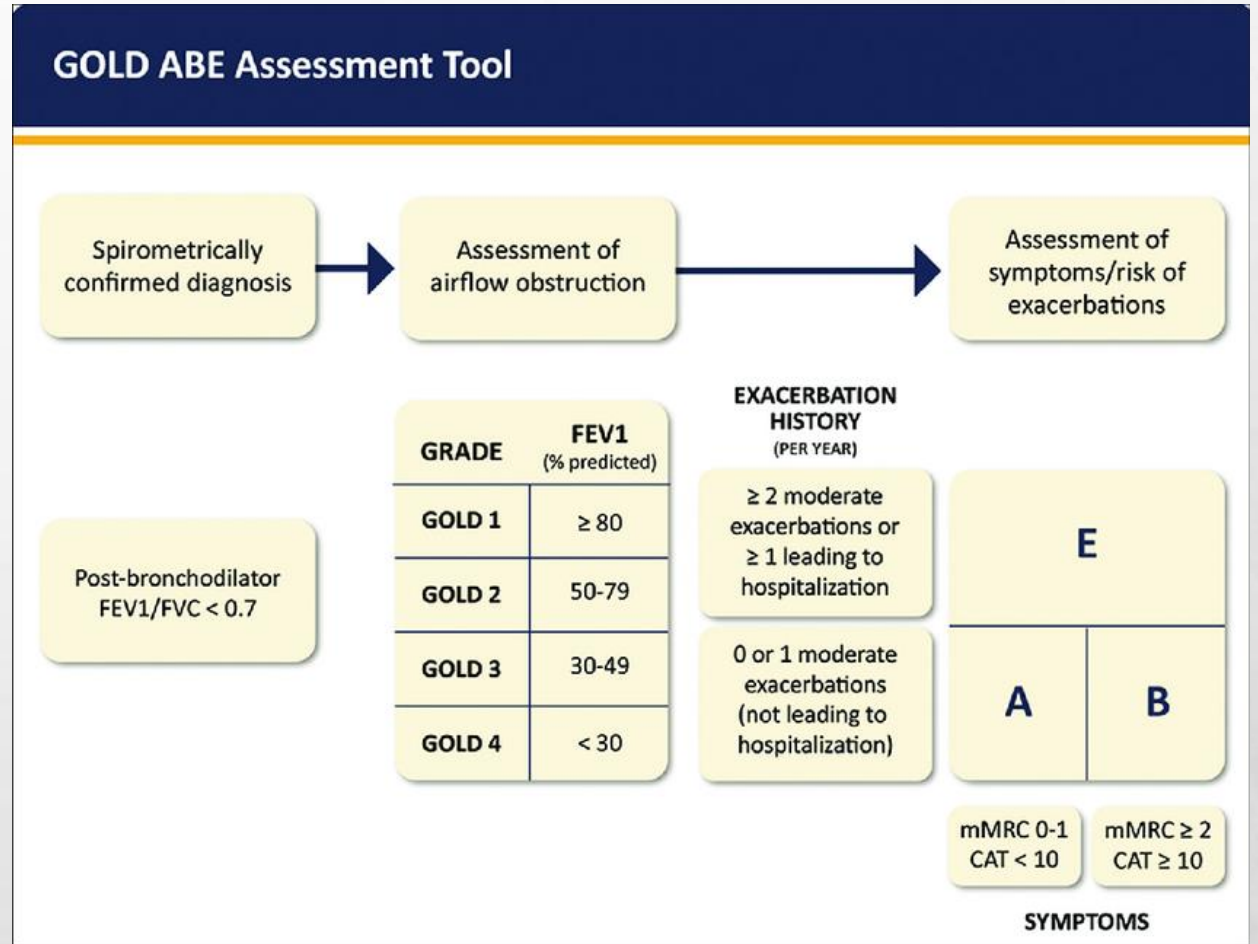 GOLD ABE Assessment Tool
Spirometrically
confirmed diagnosis
Assessment of
airflow obstruction
Assessment of
symptoms/risk of
exacerbations
Post-bronchodilator
FEV1/FVC < 0.7
GRADE
FEV1
(% predicted)
GOLD 1
≥ 80
GOLD 2
50-79
GOLD 3
30-49
GOLD 4
< 30
EXACERBATION
HISTORY
(PER YEAR)
≥ 2 moderate
exacerbations or
≥ 1 leading to
hospitalization
0 or 1 moderate
exacerbations
(not leading to
hospitalization)
E
A
B
mMRC 0-1
CAT < 10
mMRC ≥ 2
CAT ≥ 10
SYMPTOMS